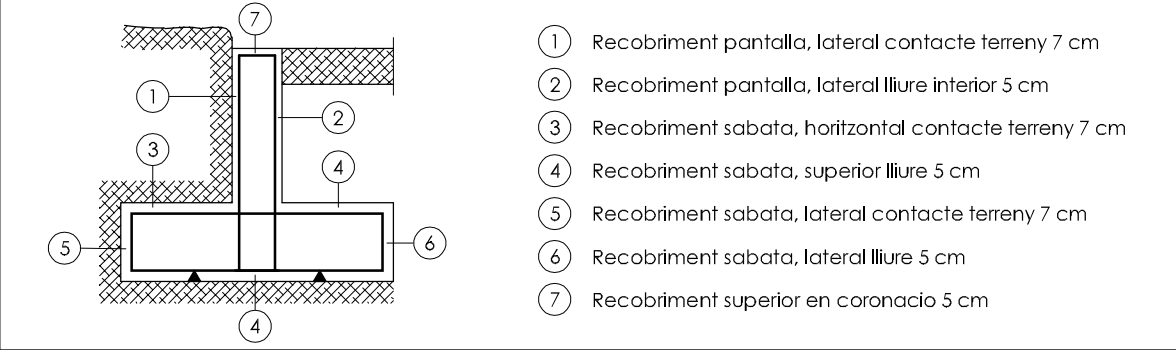 7
1
2
3
4
5
6
4
1 Recobriment pantalla, lateral contacte terreny 7 cm
2 Recobriment pantalla, lateral lliure interior 5 cm
3 Recobriment sabata, horitzontal contacte terreny 7 cm
4 Recobriment sabata, superior lliure 5 cm
5 Recobriment sabata, lateral contacte terreny 7 cm
6 Recobriment sabata, lateral lliure 5 cm
7 Recobriment superior en coronacio 5 cm